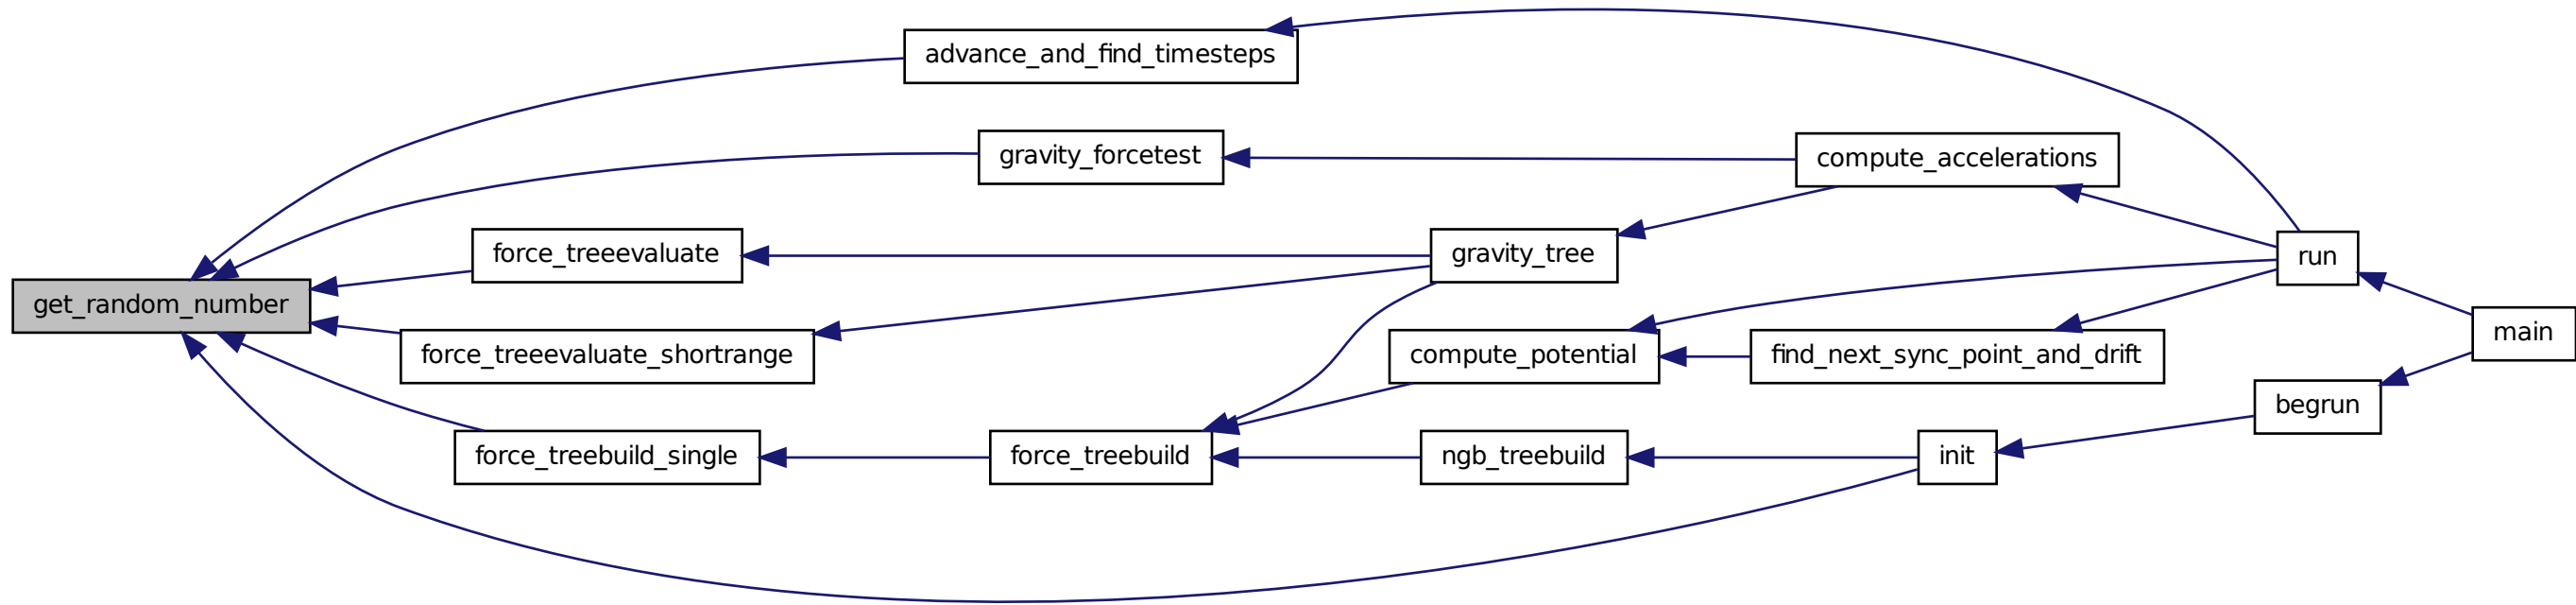 advance_and_find_timesteps
gravity_forcetest
compute_accelerations
force_treeevaluate
gravity_tree
run
get_random_number
main
force_treeevaluate_shortrange
compute_potential
find_next_sync_point_and_drift
begrun
force_treebuild_single
force_treebuild
ngb_treebuild
init